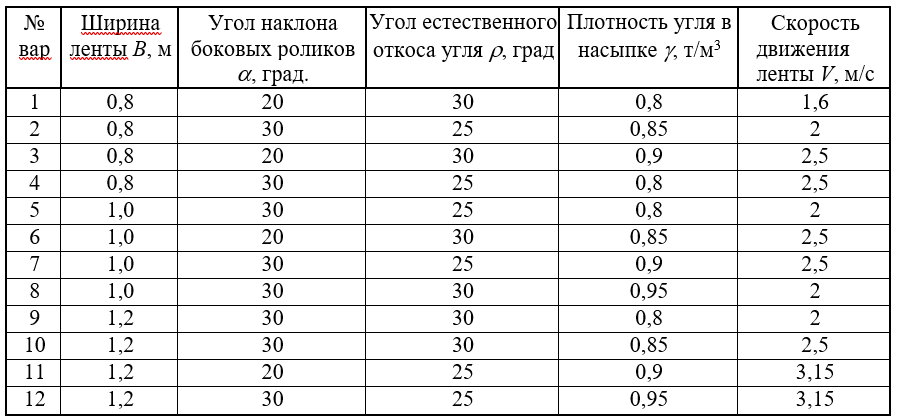 № вар | Ширина ленты B, м | Угол наклона боковых роликов α, град. | Угол естественного откоса угля ρ, град | Плотность угля в насыпке γ, т/м³ | Скорость движения ленты V, м/с
1 | 0,8 | 20 | 30 | 0,8 | 1,6
2 | 0,8 | 30 | 25 | 0,85 | 2
3 | 0,8 | 20 | 30 | 0,9 | 2,5
4 | 0,8 | 30 | 25 | 0,8 | 2,5
5 | 1,0 | 30 | 25 | 0,8 | 2
6 | 1,0 | 20 | 30 | 0,85 | 2,5
7 | 1,0 | 30 | 25 | 0,9 | 2,5
8 | 1,0 | 30 | 30 | 0,95 | 2
9 | 1,2 | 30 | 30 | 0,8 | 2
10 | 1,2 | 30 | 30 | 0,85 | 2,5
11 | 1,2 | 20 | 25 | 0,9 | 3,15
12 | 1,2 | 30 | 25 | 0,95 | 3,15